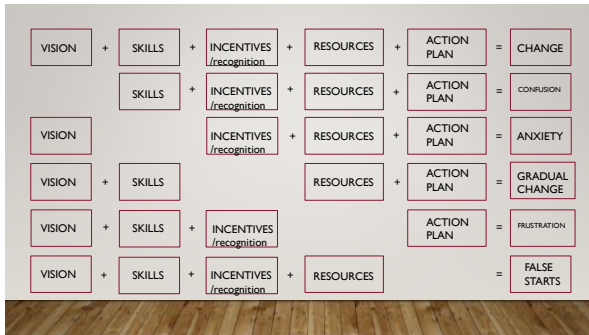 VISION + SKILLS + INCENTIVES /recognition + RESOURCES + ACTION PLAN = CHANGE
SKILLS + INCENTIVES /recognition + RESOURCES + ACTION PLAN = CONFUSION
VISION INCENTIVES /recognition + RESOURCES + ACTION PLAN = ANXIETY
VISION + SKILLS RESOURCES + ACTION PLAN = GRADUAL CHANGE
VISION + SKILLS + INCENTIVES /recognition ACTION PLAN = FRUSTRATION
VISION + SKILLS + INCENTIVES /recognition + RESOURCES = FALSE STARTS